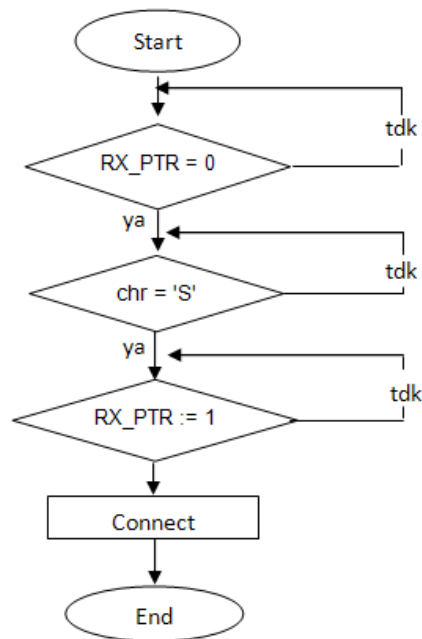 Start
tdk
RX_PTR = 0
ya
tdk
chr = 'S'
ya
tdk
RX_PTR := 1
Connect
End